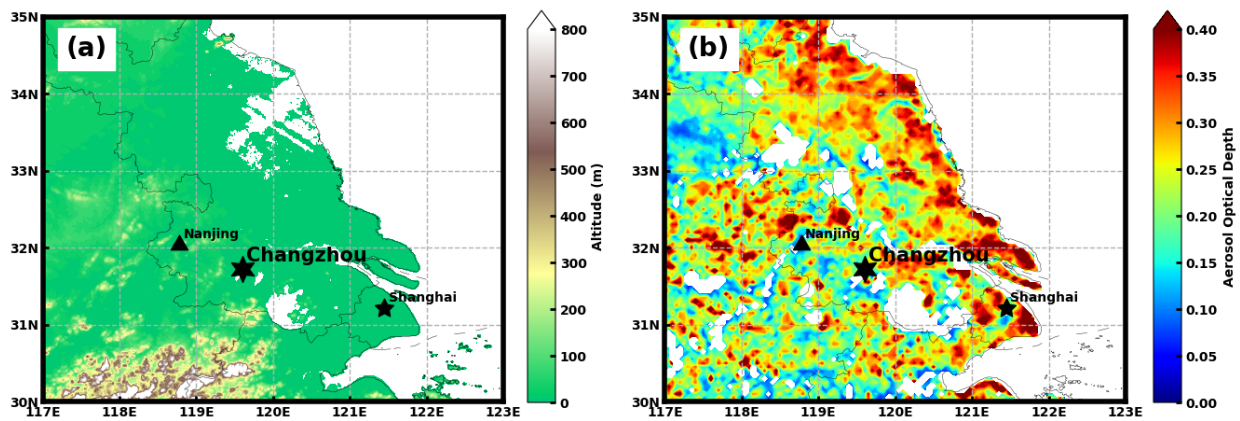 (a)
35N
34N
33N
32N
31N
30N
117E
118E
119E
120E
121E
122E
123E
Nanjing
Changzhou
Shanghai
800
700
600
500
400
300
200
100
0
Altitude (m)
(b)
35N
34N
33N
32N
31N
30N
117E
118E
119E
120E
121E
122E
123E
Nanjing
Changzhou
Shanghai
0.40
0.35
0.30
0.25
0.20
0.15
0.10
0.05
0.00
Aerosol Optical Depth